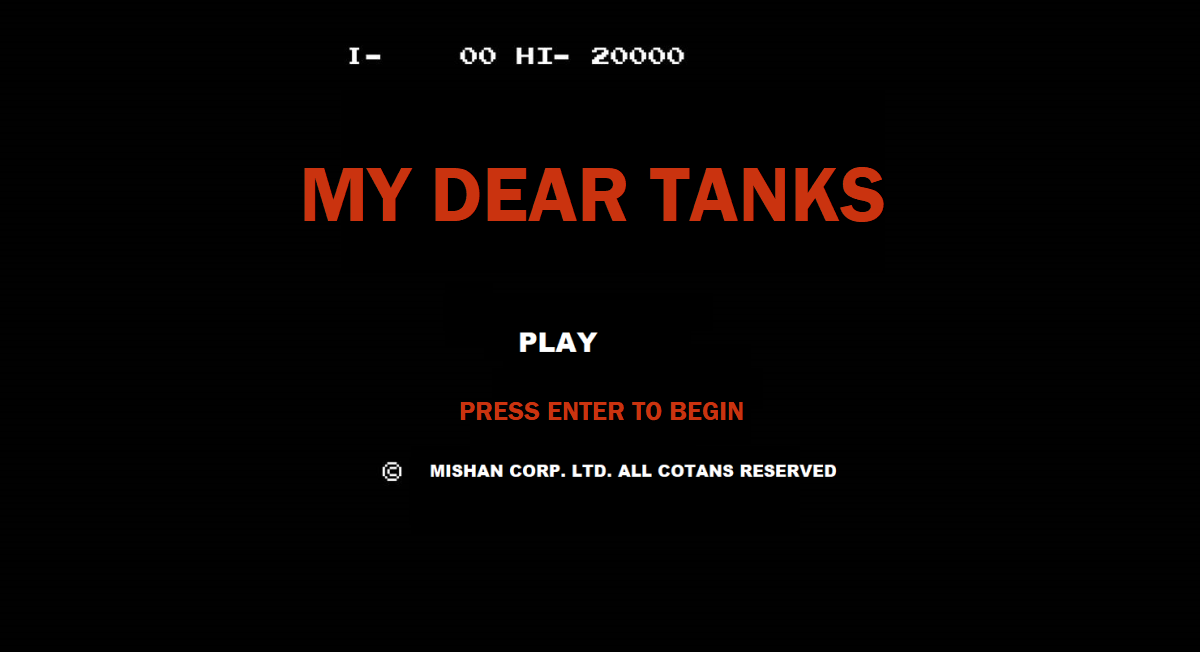 I- 00 HI- 20000
MY DEAR TANKS
PLAY
PRESS ENTER TO BEGIN
© MISHAN CORP. LTD. ALL COTANS RESERVED